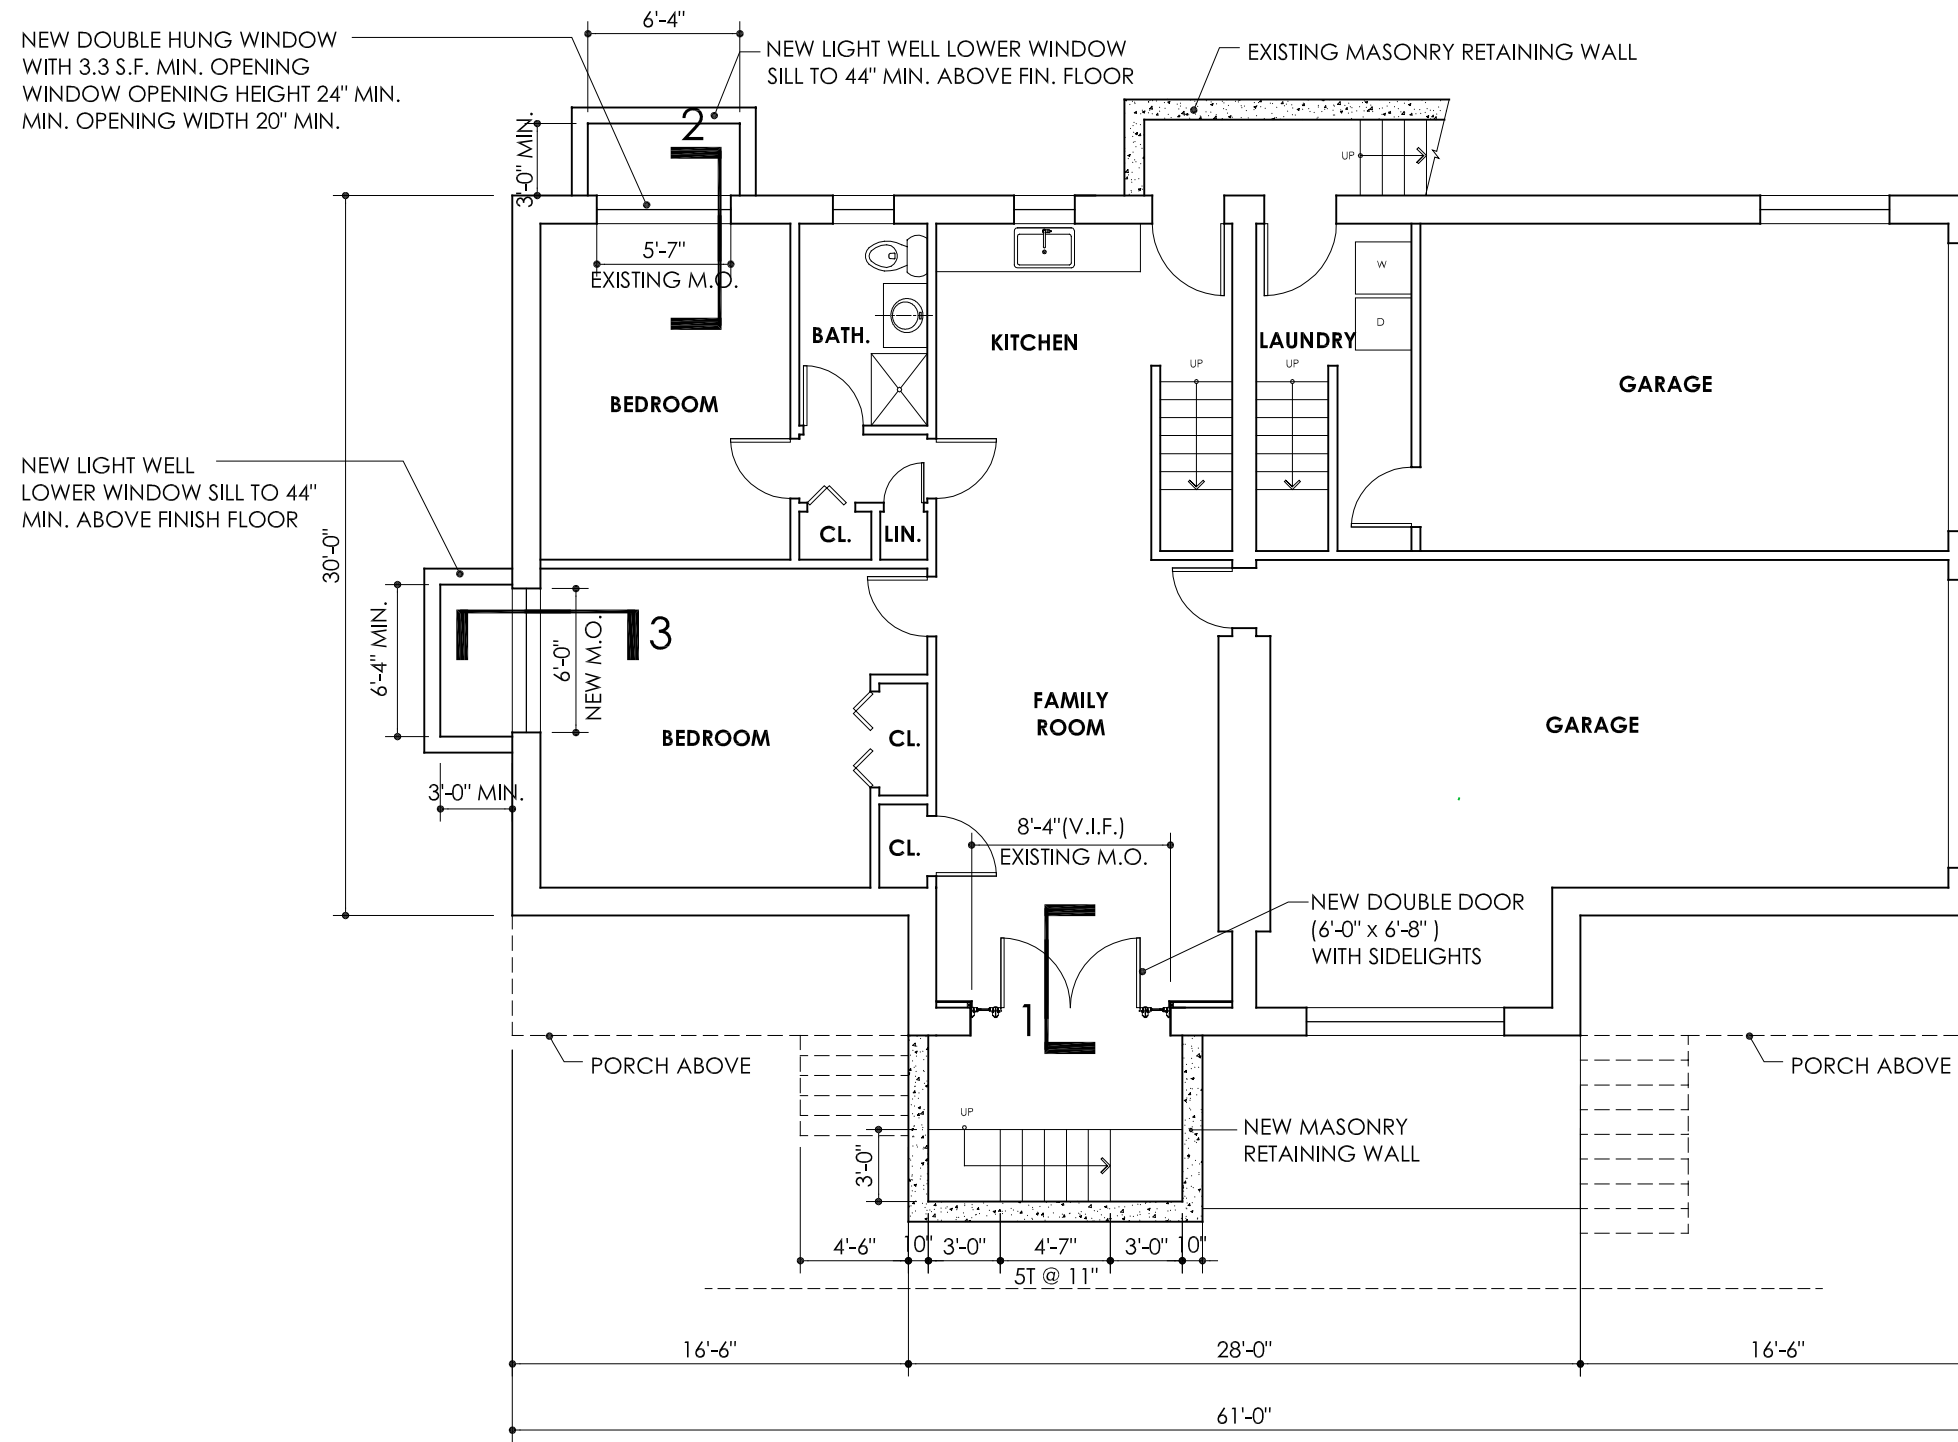 6'-4"
NEW DOUBLE HUNG WINDOW
WITH 3.3 S.F. MIN. OPENING
WINDOW OPENING HEIGHT 24" MIN.
MIN. OPENING WIDTH 20" MIN.
NEW LIGHT WELL LOWER WINDOW
SILL TO 44" MIN. ABOVE FIN. FLOOR
EXISTING MASONRY RETAINING WALL
2
3'-0" MIN.
UP
5'-7"
EXISTING M.O.
W
D
BATH.
KITCHEN
LAUNDRY
UP
UP
GARAGE
BEDROOM
NEW LIGHT WELL
LOWER WINDOW SILL TO 44"
MIN. ABOVE FINISH FLOOR
CL.
LIN.
30'-0"
6'-4" MIN.
6'-0"
NEW M.O.
3
FAMILY
ROOM
BEDROOM
CL.
GARAGE
3'-0" MIN.
8'-4"(V.I.F.)
EXISTING M.O.
CL.
NEW DOUBLE DOOR
(6'-0" x 6'-8" )
WITH SIDELIGHTS
1
PORCH ABOVE
PORCH ABOVE
UP
NEW MASONRY
RETAINING WALL
3'-0"
4'-6"
10"
3'-0"
4'-7"
3'-0"
10"
5T @ 11"
16'-6"
28'-0"
16'-6"
61'-0"